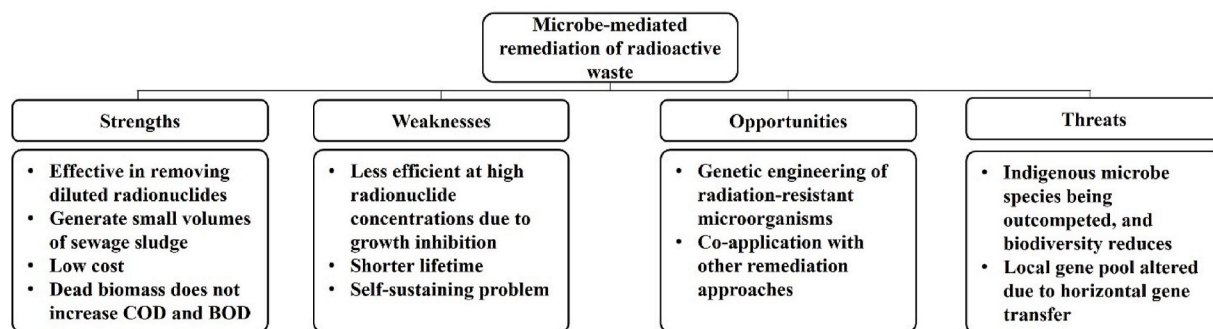 Microbe-mediated
remediation of radioactive
waste
Strengths
• Effective in removing
diluted radionuclides
• Generate small volumes
of sewage sludge
• Low cost
• Dead biomass does not
increase COD and BOD
Weaknesses
• Less efficient at high
radionuclide
concentrations due to
growth inhibition
• Shorter lifetime
• Self-sustaining problem
Opportunities
• Genetic engineering of
radiation-resistant
microorganisms
• Co-application with
other remediation
approaches
Threats
• Indigenous microbe
species being
outcompeted, and
biodiversity reduces
• Local gene pool altered
due to horizontal gene
transfer